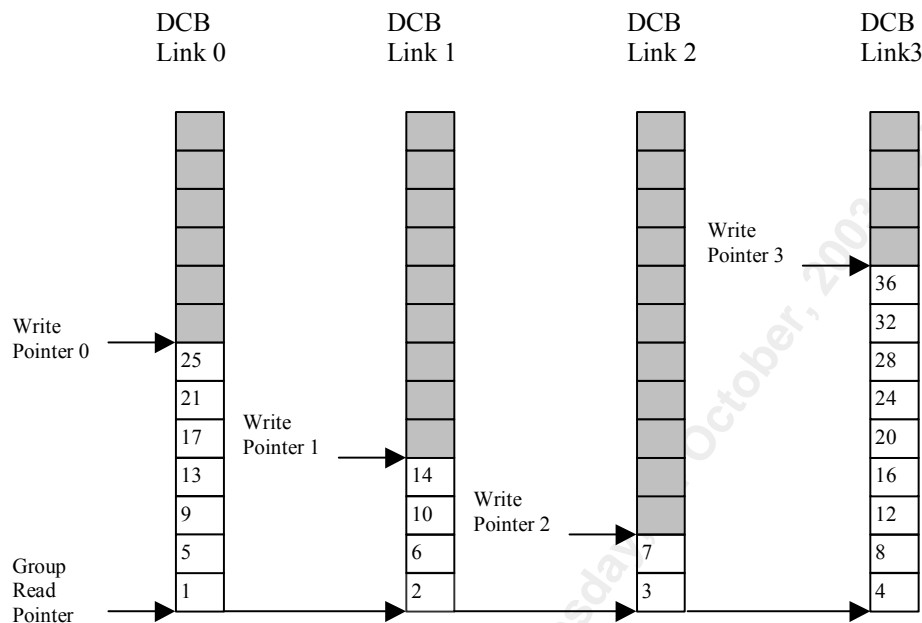 DCB
Link 0
DCB
Link 1
DCB
Link 2
DCB
Link3
Write
Pointer 3
36
32
Write
Pointer 0
25
28
21
24
Write
Pointer 1
17
20
13
14
16
Write
Pointer 2
9
10
12
Group
Read
Pointer
5
6
7
8
1
2
3
4
October, 2003